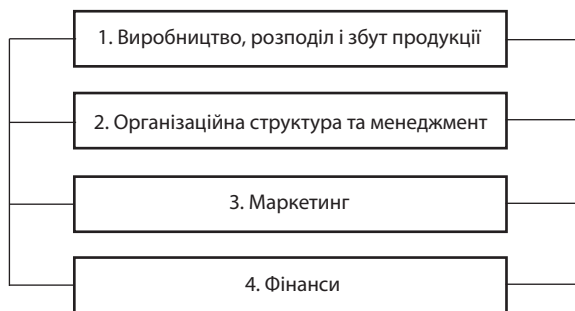 1. Виробництво, розподіл і збут продукції
2. Організаційна структура та менеджмент
3. Маркетинг
4. Фінанси